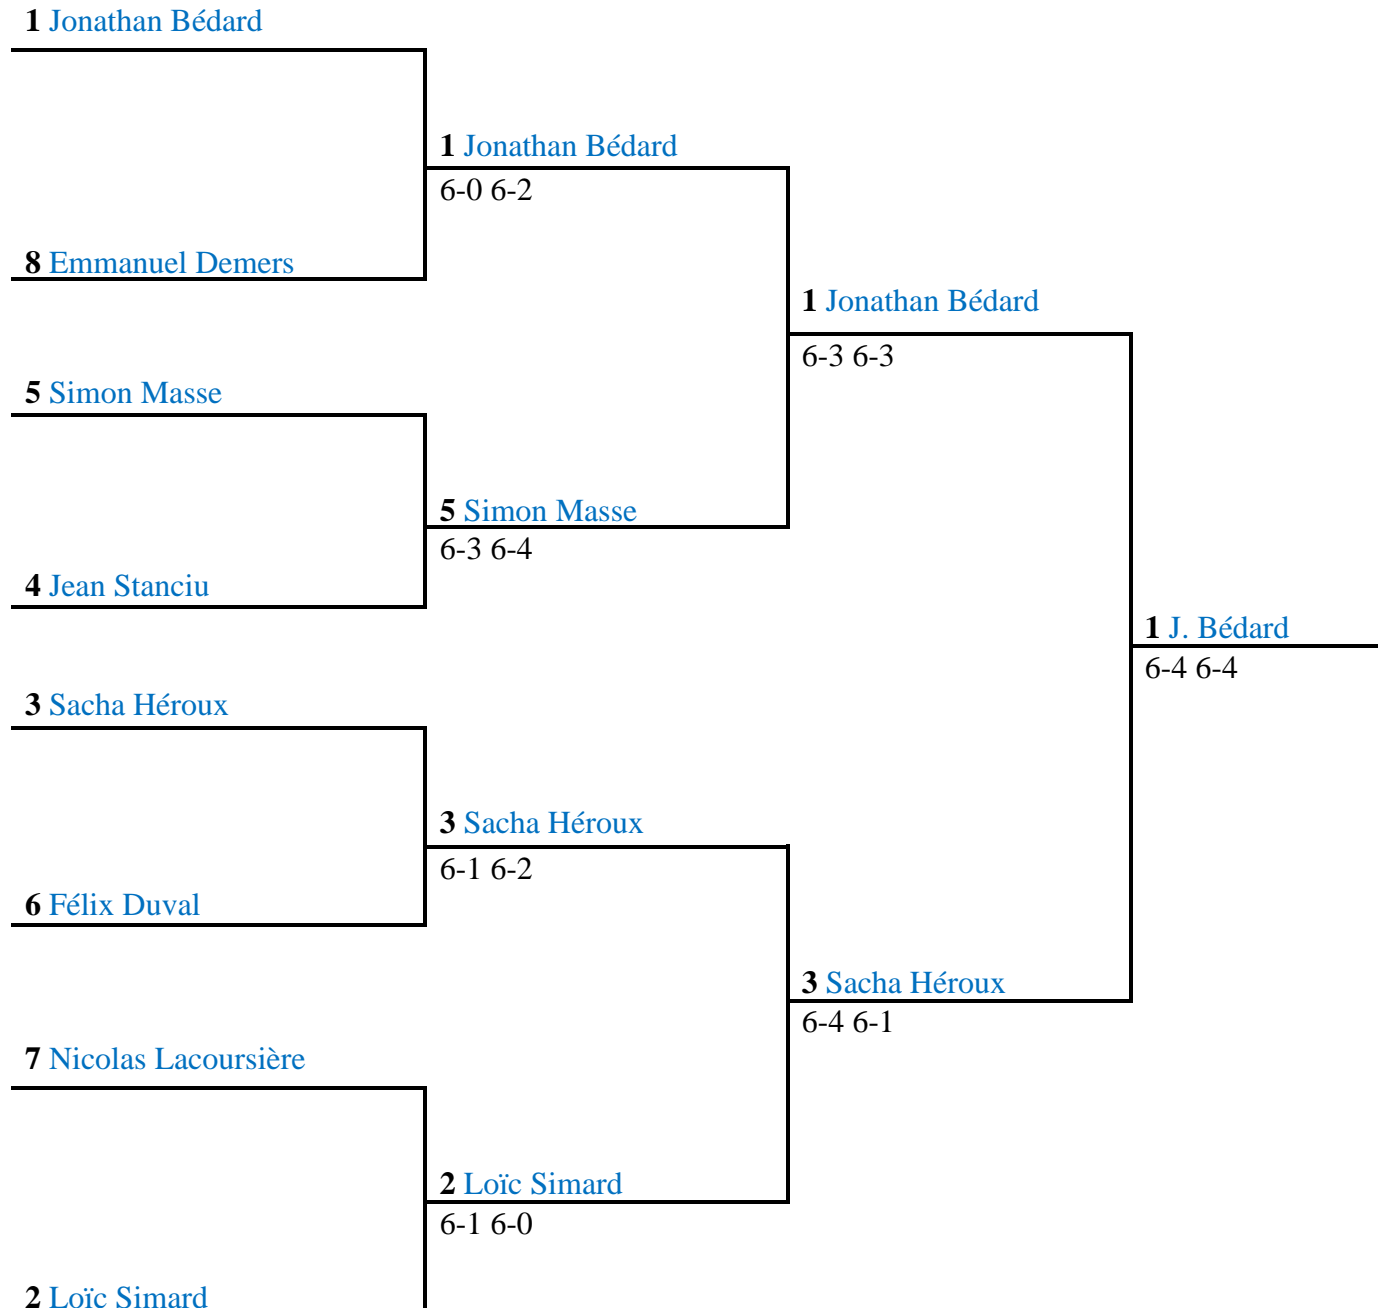 1 Jonathan Bédard
1 Jonathan Bédard
6-0 6-2
8 Emmanuel Demers
1 Jonathan Bédard
6-3 6-3
5 Simon Masse
5 Simon Masse
6-3 6-4
4 Jean Stanciu
1 J. Bédard
6-4 6-4
3 Sacha Héroux
3 Sacha Héroux
6-1 6-2
6 Félix Duval
3 Sacha Héroux
6-4 6-1
7 Nicolas Lacoursière
2 Loïc Simard
6-1 6-0
2 Loïc Simard